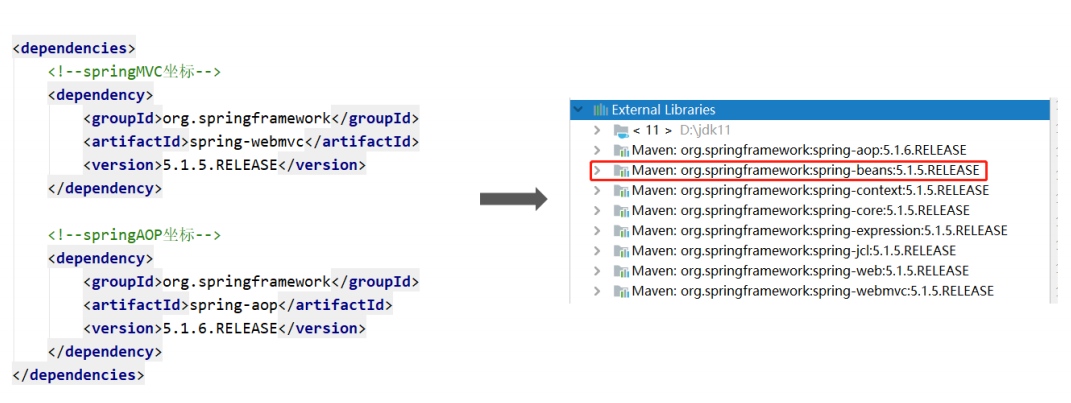 <dependencies>
<!--springMVC坐标-->
<dependency>
<groupId>org.springframework</groupId>
<artifactId>spring-webmvc</artifactId>
<version>5.1.5.RELEASE</version>
</dependency>
<!--springAOP坐标-->
<dependency>
<groupId>org.springframework</groupId>
<artifactId>spring-aop</artifactId>
<version>5.1.6.RELEASE</version>
</dependency>
</dependencies>
External Libraries
< 11 > D:\jdk11
Maven: org.springframework:spring-aop:5.1.6.RELEASE
Maven: org.springframework:spring-beans:5.1.5.RELEASE
Maven: org.springframework:spring-context:5.1.5.RELEASE
Maven: org.springframework:spring-core:5.1.5.RELEASE
Maven: org.springframework:spring-expression:5.1.5.RELEASE
Maven: org.springframework:spring-jcl:5.1.5.RELEASE
Maven: org.springframework:spring-web:5.1.5.RELEASE
Maven: org.springframework:spring-webmvc:5.1.5.RELEASE